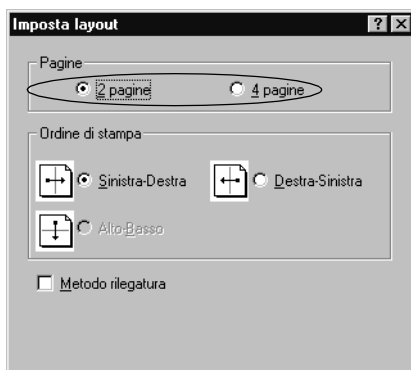 Imposta layout
Pagine
2 pagine 4 pagine
Ordine di stampa
Sinistra-Destra Destra-Sinistra
Alto-Basso
Metodo rilegatura